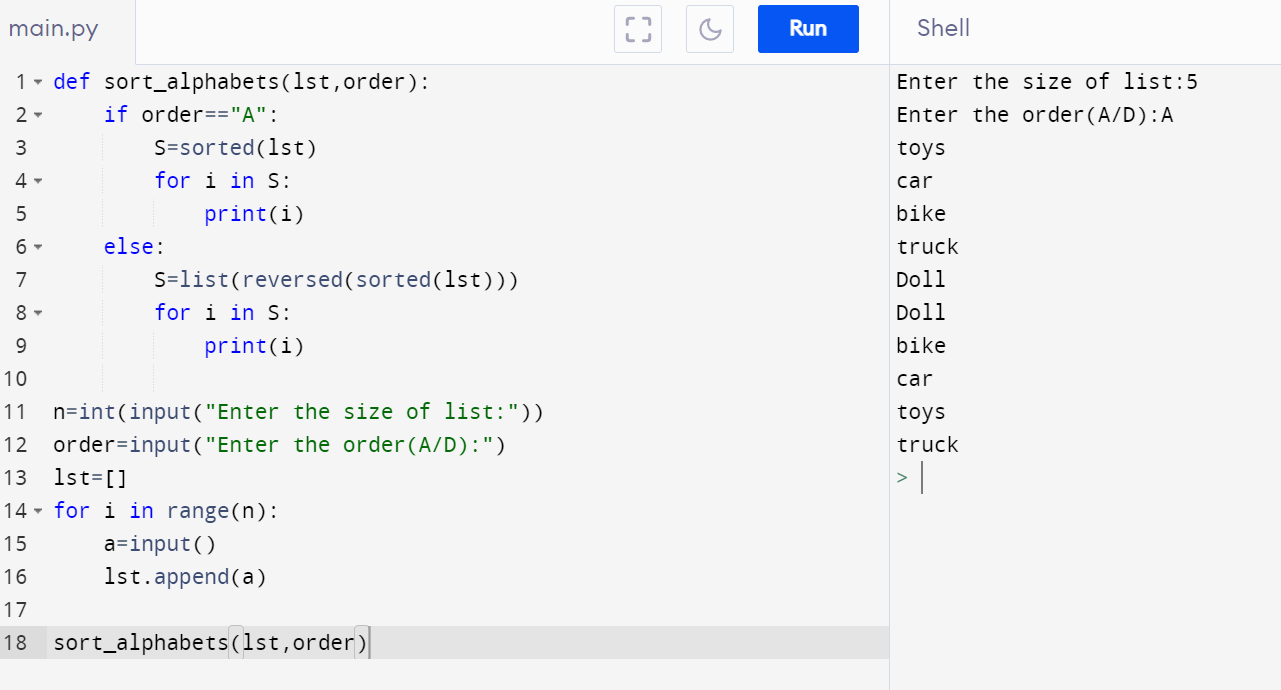 main.py
Run
Shell
1 def sort_alphabets(lst,order):
2     if order=="A":
3         S=sorted(lst)
4         for i in S:
5             print(i)
6     else:
7         S=list(reversed(sorted(lst)))
8         for i in S:
9             print(i)
10
11 n=int(input("Enter the size of list:"))
12 order=input("Enter the order(A/D):")
13 lst=[]
14 for i in range(n):
15     a=input()
16     lst.append(a)
17
18 sort_alphabets(lst,order)
Enter the size of list:5
Enter the order(A/D):A
toys
car
bike
truck
Doll
Doll
bike
car
toys
truck
>